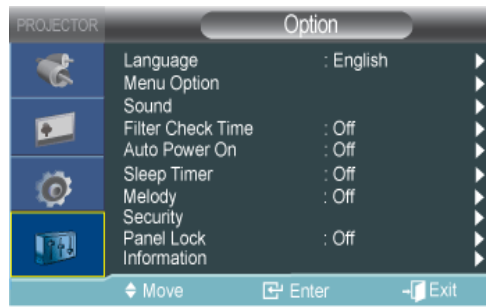 PROJECTOR
Option
Language : English
Menu Option
Sound
Filter Check Time : Off
Auto Power On : Off
Sleep Timer : Off
Melody : Off
Security
Panel Lock : Off
Information
Move Enter Exit